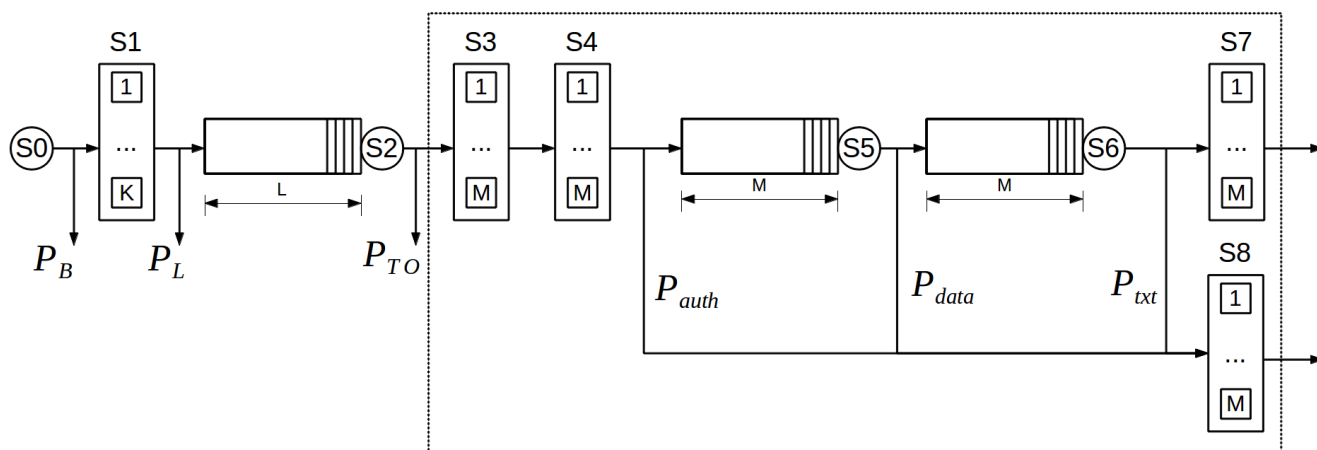 S1
S3
S4
S7
1
1
1
1
S0
...
S2
...
...
S5
S6
...
K
L
M
M
M
M
M
P_B
P_L
P_TO
S8
P_auth
P_data
P_txt
1
...
M